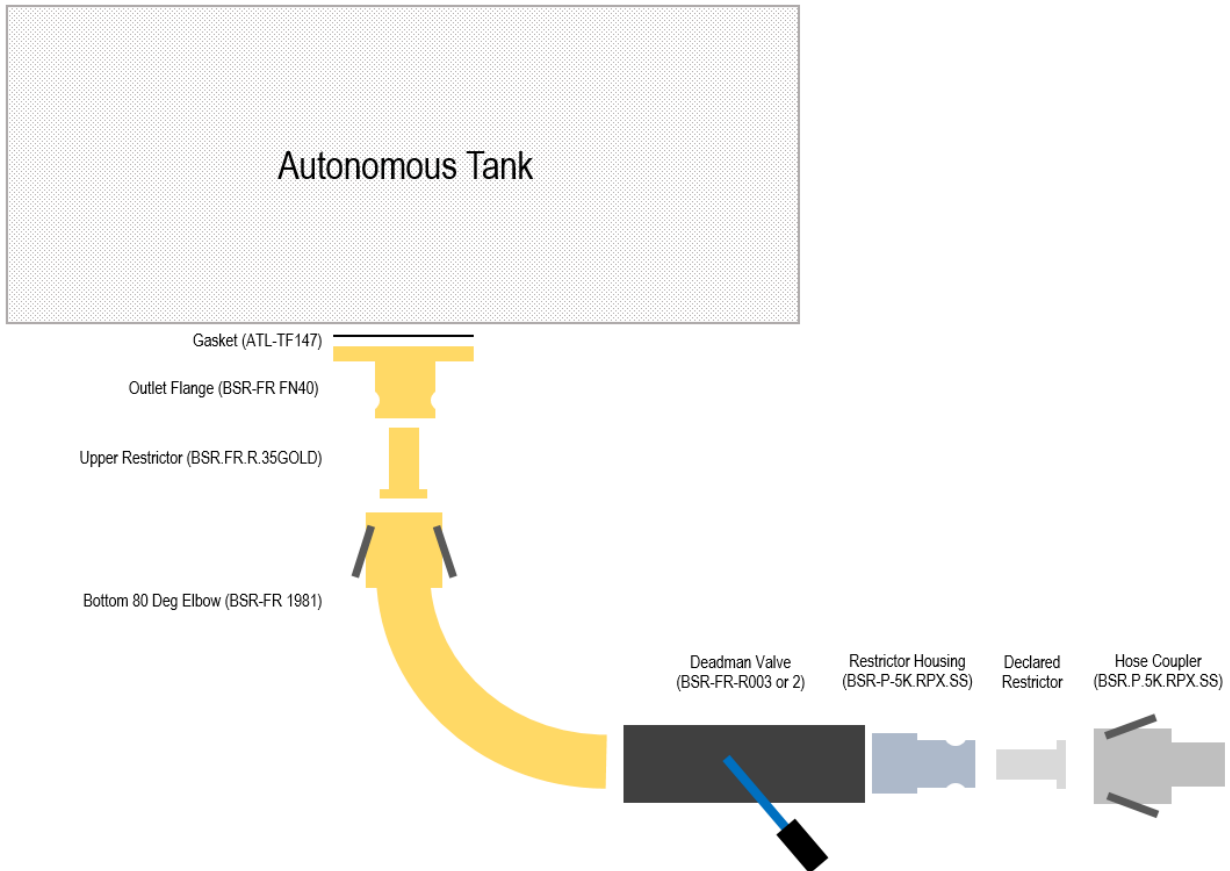 Autonomous Tank
Gasket (ATL-TF147)
Outlet Flange (BSR-FR FN40)
Upper Restrictor (BSR.FR.R.35GOLD)
Bottom 80 Deg Elbow (BSR-FR 1981)
Deadman Valve
(BSR-FR-R003 or 2)
Restrictor Housing
(BSR-P-5K.RPX.SS)
Declared
Restrictor
Hose Coupler
(BSR.P.5K.RPX.SS)